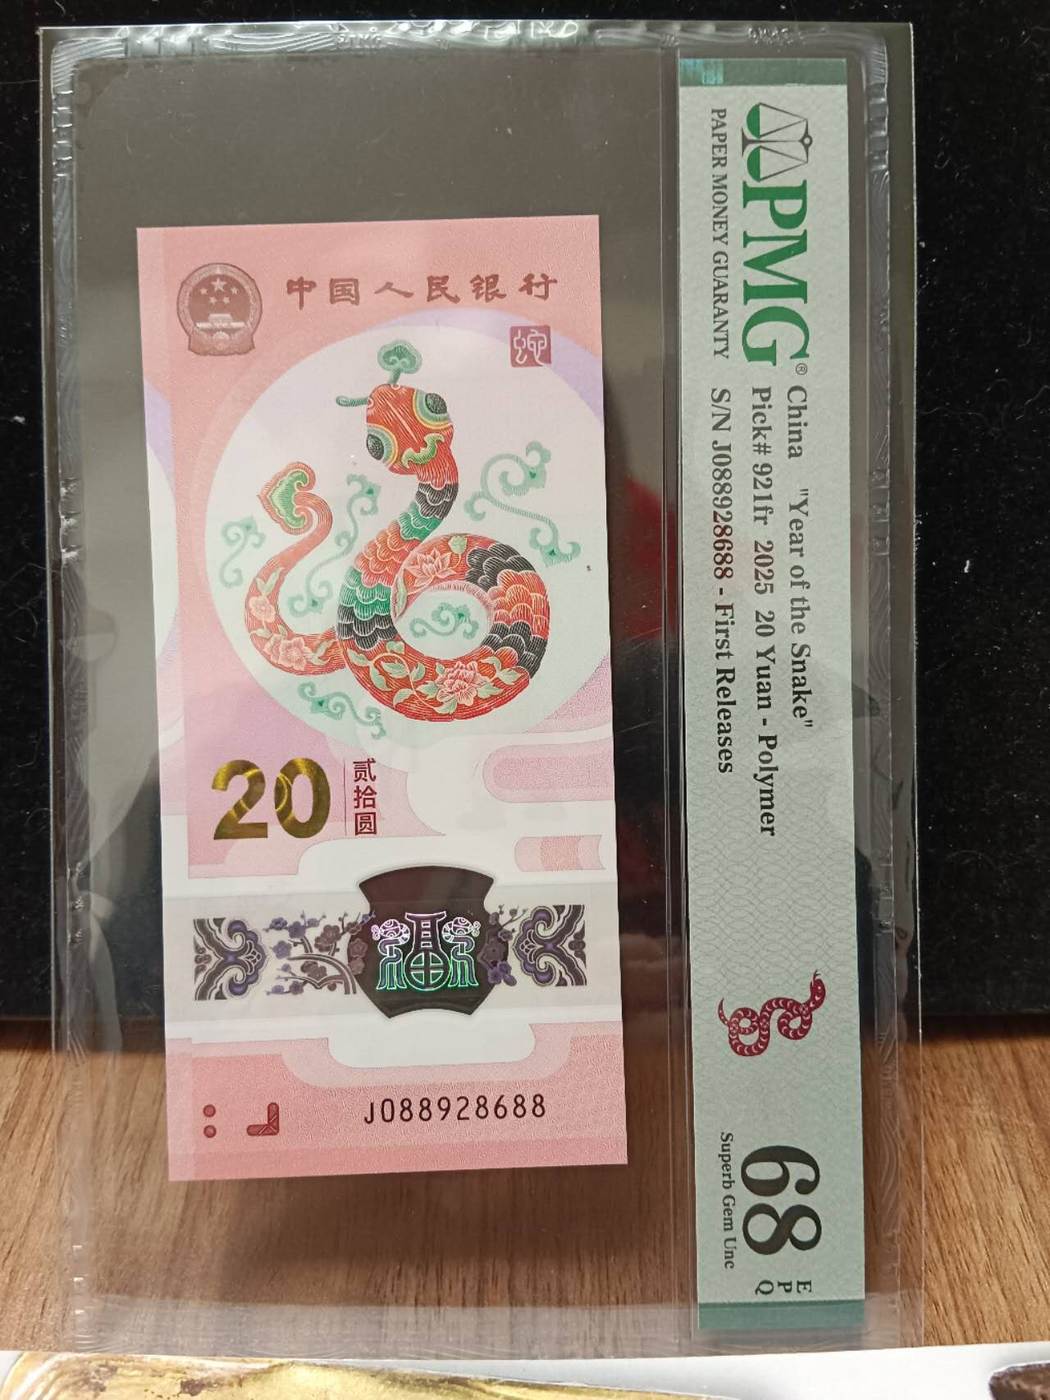 中国人民银行
蛇
20
贰拾圆
J088928688
PMG®
PAPER MONEY GUARANTY
China "Year of the Snake"
Pick# 921fr 2025 20 Yuan - Polymer
S/N J088928688 - First Releases
68
EPQ
Superb Gem Unc